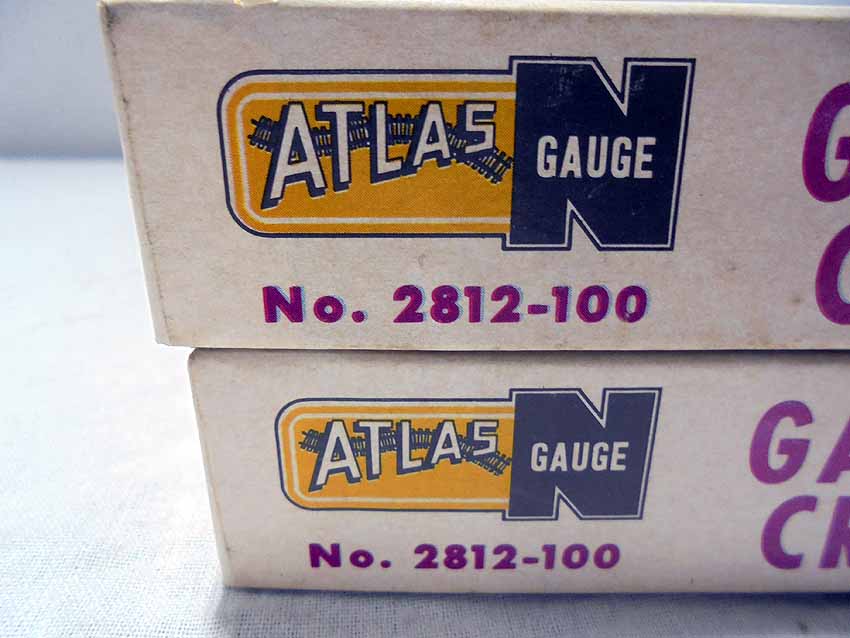 ATLAS N GAUGE
No. 2812-100
ATLAS N GAUGE
No. 2812-100